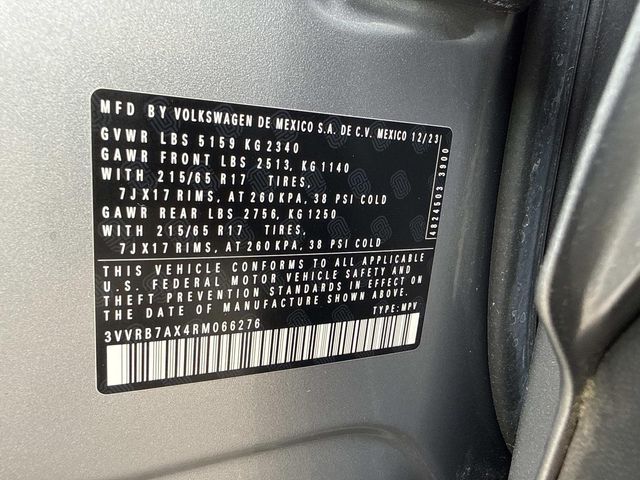 MFD BY VOLKSWAGEN DE MEXICO S.A. DE C.V. MEXICO 12/23
GVWR LBS 5159 KG 2340
GAWR FRONT LBS 2513, KG 1140
WITH 215/65 R17 TIRES,
7JX17 RIMS, AT 260 KPA, 38 PSI COLD
GAWR REAR LBS 2756, KG 1250
WITH 215/65 R17 TIRES,
7JX17 RIMS, AT 260 KPA, 38 PSI COLD
THIS VEHICLE CONFORMS TO ALL APPLICABLE
U.S. FEDERAL MOTOR VEHICLE SAFETY AND
THEFT PREVENTION STANDARDS IN EFFECT ON
THE DATE OF MANUFACTURE SHOWN ABOVE.
3VVRB7AX4RM066276 TYPE: MPV
4824503 3900